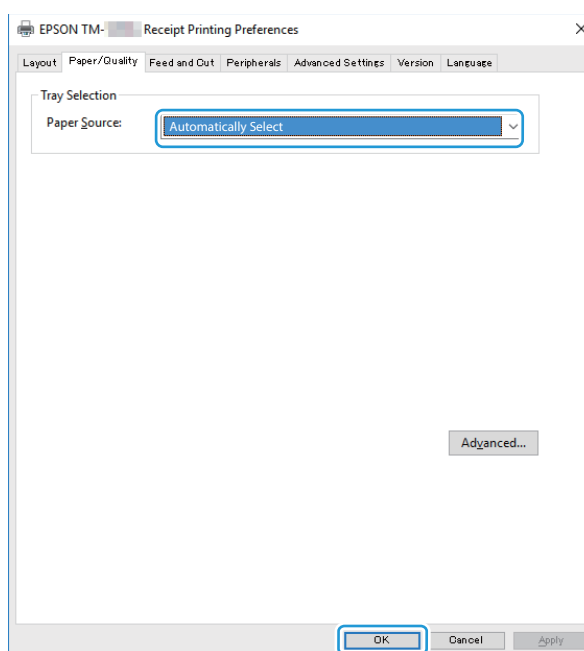 EPSON TM- Receipt Printing Preferences
Layout Paper/Quality Feed and Cut Peripherals Advanced Settings Version Language
Tray Selection
Paper Source: Automatically Select
Advanced...
OK Cancel Apply